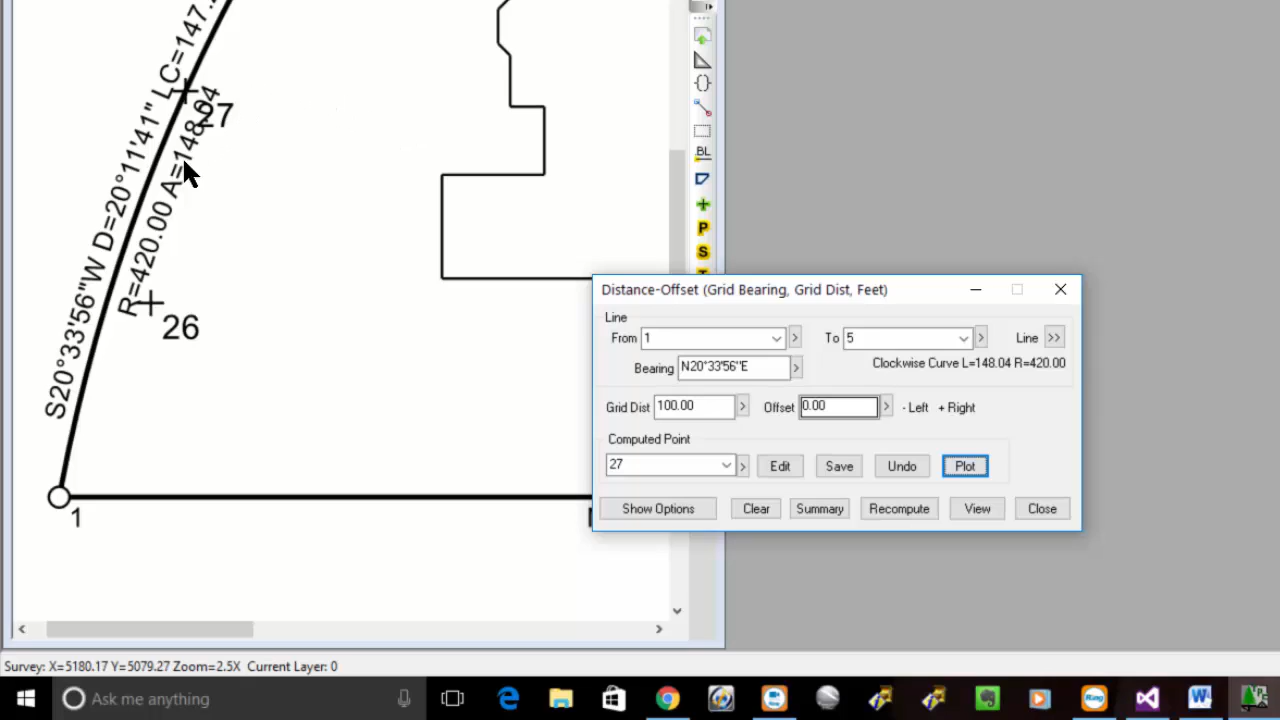 S20°33'56"W D=20°11'41" LC=147.
R=420.00 A=148.04
27
26
1
BL
P
S
Distance-Offset (Grid Bearing, Grid Dist, Feet)
Line
From 1 > To 5 > Line >>
Bearing N20°33'56"E > Clockwise Curve L=148.04 R=420.00
Grid Dist 100.00 > Offset 0.00 > - Left + Right
Computed Point
27 > Edit Save Undo Plot
Show Options Clear Summary Recompute View Close
Survey: X=5180.17 Y=5079.27 Zoom=2.5X Current Layer: 0
Ask me anything